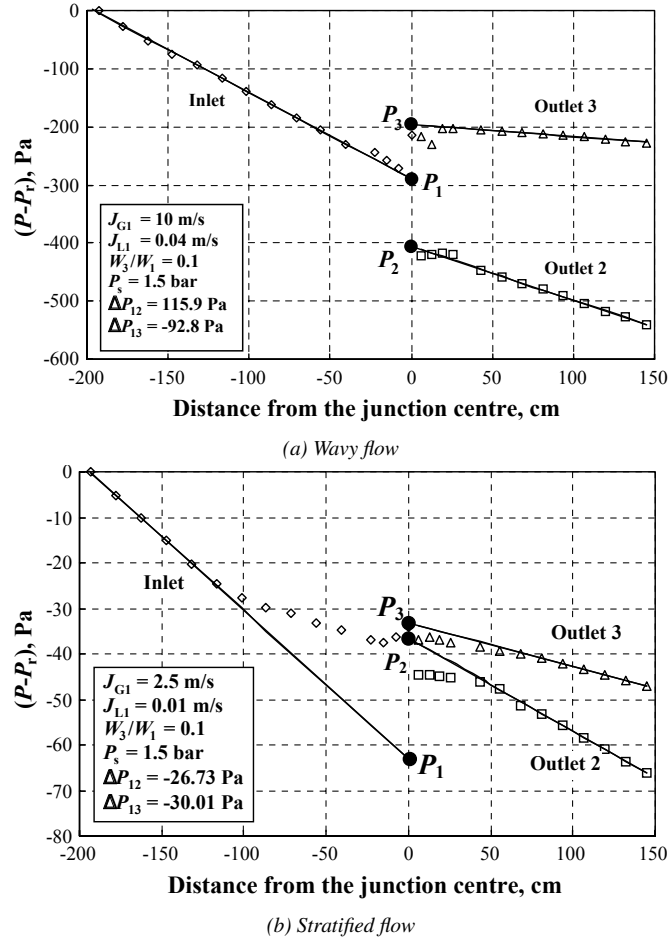 0
-100
-200
-300
-400
-500
-600
(P-Pr), Pa
Inlet
P3
Outlet 3
P1
P2
Outlet 2
JG1 = 10 m/s
JL1 = 0.04 m/s
W3/W1 = 0.1
Ps = 1.5 bar
ΔP12 = 115.9 Pa
ΔP13 = -92.8 Pa
-200 -150 -100 -50 0 50 100 150
Distance from the junction centre, cm
(a) Wavy flow
0
-10
-20
-30
-40
-50
-60
-70
-80
(P-Pr), Pa
Inlet
P3
Outlet 3
P2
P1
Outlet 2
JG1 = 2.5 m/s
JL1 = 0.01 m/s
W3/W1 = 0.1
Ps = 1.5 bar
ΔP12 = -26.73 Pa
ΔP13 = -30.01 Pa
-200 -150 -100 -50 0 50 100 150
Distance from the junction centre, cm
(b) Stratified flow